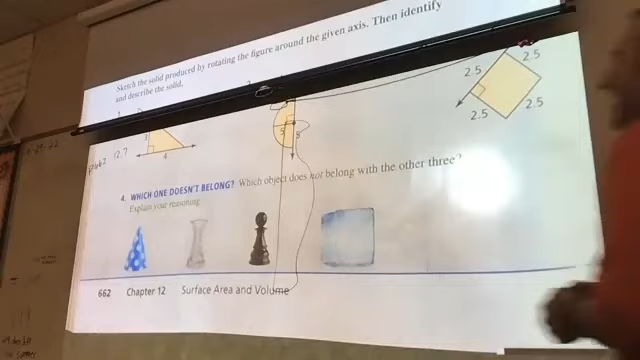 Sketch the solid produced by rotating the figure around the given axis. Then identify
and describe the solid.
2.5
2.5
2.5
2.5
3
4
5
8
4. WHICH ONE DOESN'T BELONG? Which object does not belong with the other three?
Explain your reasoning.
662 Chapter 12 Surface Area and Volume